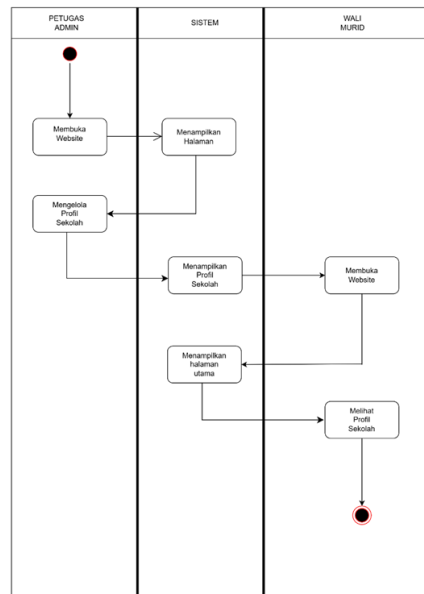 PETUGAS
ADMIN
SISTEM
WALI
MURID
Membuka
Website
Menampilkan
Halaman
Mengelola
Profil
Sekolah
Menampilkan
Profil
Sekolah
Membuka
Website
Menampilkan
halaman
utama
Melihat
Profil
Sekolah